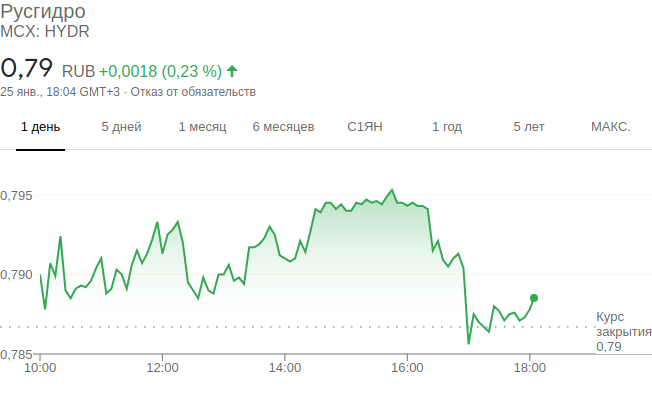 Русгидро
MCX: HYDR
0,79 RUB +0,0018 (0,23 %)
25 янв., 18:04 GMT+3 · Отказ от обязательств
1 день 5 дней 1 месяц 6 месяцев С1ЯН 1 год 5 лет МАКС.
0,795
0,790
Курс
закрытия
0,79
0,785
10:00 12:00 14:00 16:00 18:00